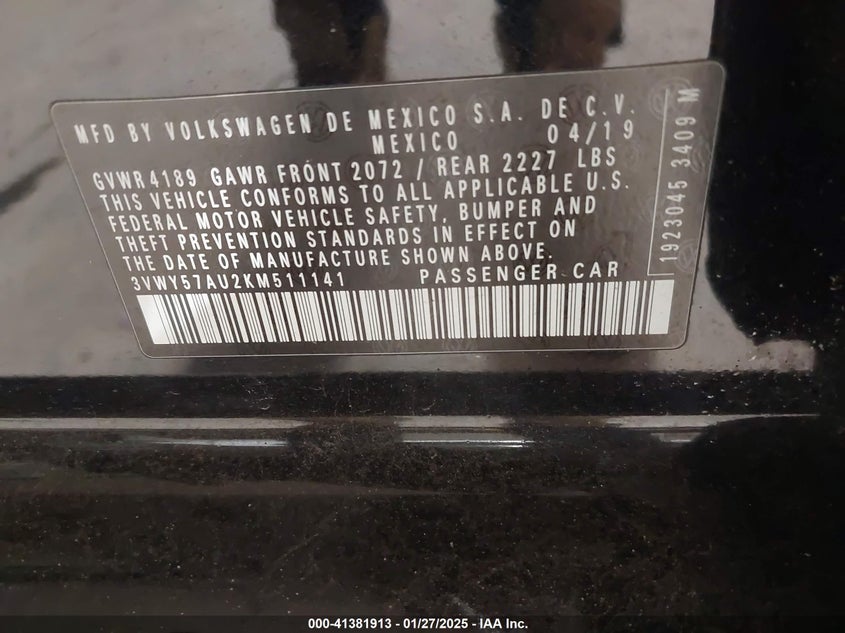 MFD BY VOLKSWAGEN DE MEXICO S.A. DE C.V.
MEXICO 04/19
GVWR 4189 GAWR FRONT 2072 / REAR 2227 LBS
THIS VEHICLE CONFORMS TO ALL APPLICABLE U.S.
FEDERAL MOTOR VEHICLE SAFETY, BUMPER AND
THEFT PREVENTION STANDARDS IN EFFECT ON
THE DATE OF MANUFACTURE SHOWN ABOVE.
3VWY57AU2KM511141 PASSENGER CAR
1923045 3409 M
000-41381913 - 01/27/2025 - IAA Inc.